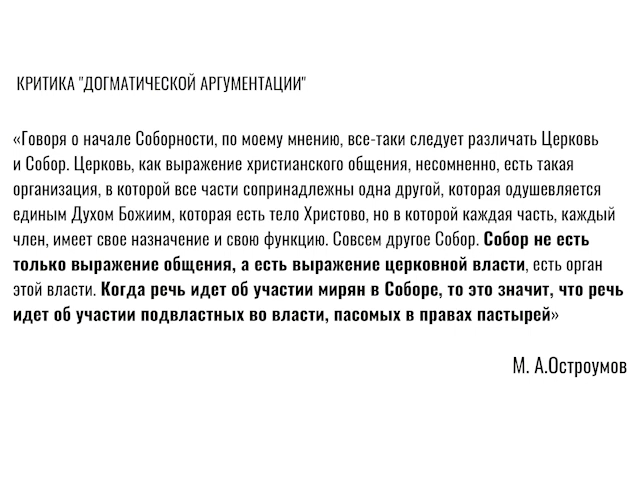 КРИТИКА "ДОГМАТИЧЕСКОЙ АРГУМЕНТАЦИИ"
«Говоря о начале Соборности, по моему мнению, все-таки следует различать Церковь
и Собор. Церковь, как выражение христианского общения, несомненно, есть такая
организация, в которой все части сопринадлежны одна другой, которая одушевляется
единым Духом Божиим, которая есть тело Христово, но в которой каждая часть, каждый
член, имеет свое назначение и свою функцию. Совсем другое Собор. Собор не есть
только выражение общения, а есть выражение церковной власти, есть орган
этой власти. Когда речь идет об участии мирян в Соборе, то это значит, что речь
идет об участии подвластных во власти, пасомых в правах пастырей»
М. А.Остроумов